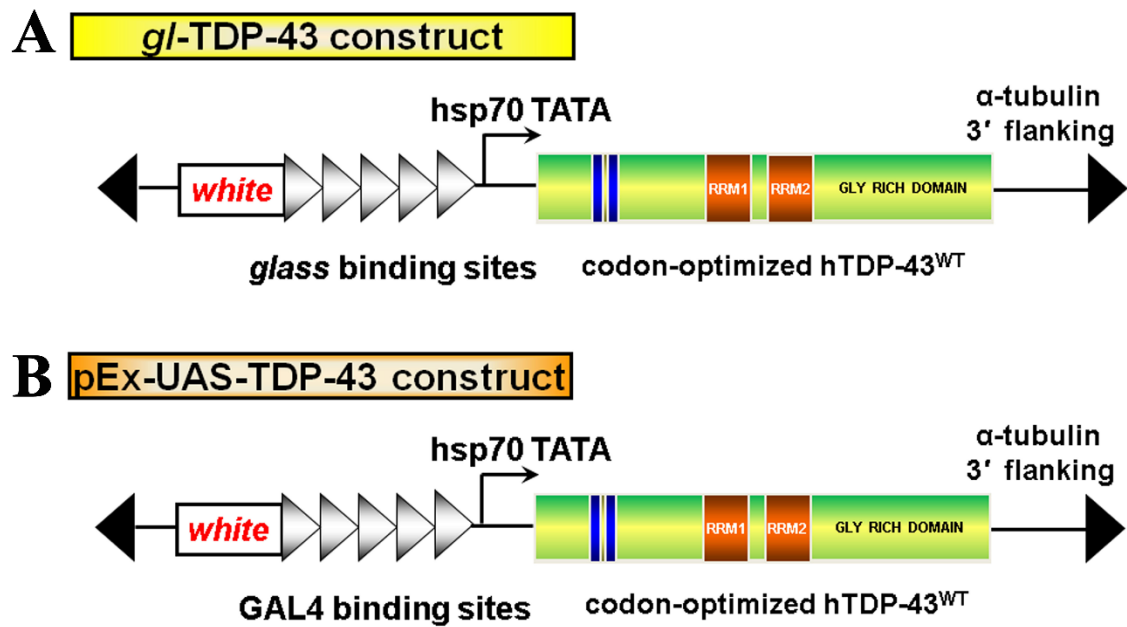 A
gl-TDP-43 construct
hsp70 TATA
α-tubulin
3′ flanking
white
RRM1
RRM2
GLY RICH DOMAIN
glass binding sites
codon-optimized hTDP-43WT
B
pEx-UAS-TDP-43 construct
hsp70 TATA
α-tubulin
3′ flanking
white
RRM1
RRM2
GLY RICH DOMAIN
GAL4 binding sites
codon-optimized hTDP-43WT